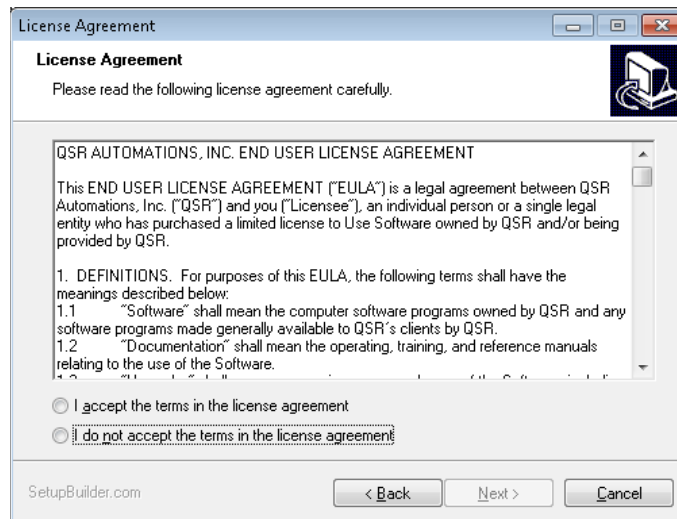 License Agreement
License Agreement
Please read the following license agreement carefully.
QSR AUTOMATIONS, INC. END USER LICENSE AGREEMENT
This END USER LICENSE AGREEMENT ("EULA") is a legal agreement between QSR
Automations, Inc. ("QSR") and you ("Licensee"), an individual person or a single legal
entity who has purchased a limited license to Use Software owned by QSR and/or being
provided by QSR.
1. DEFINITIONS. For purposes of this EULA, the following terms shall have the
meanings described below:
1.1 "Software" shall mean the computer software programs owned by QSR and any
software programs made generally available to QSR's clients by QSR.
1.2 "Documentation" shall mean the operating, training, and reference manuals
relating to the use of the Software.
I accept the terms in the license agreement
I do not accept the terms in the license agreement
SetupBuilder.com
< Back
Next >
Cancel